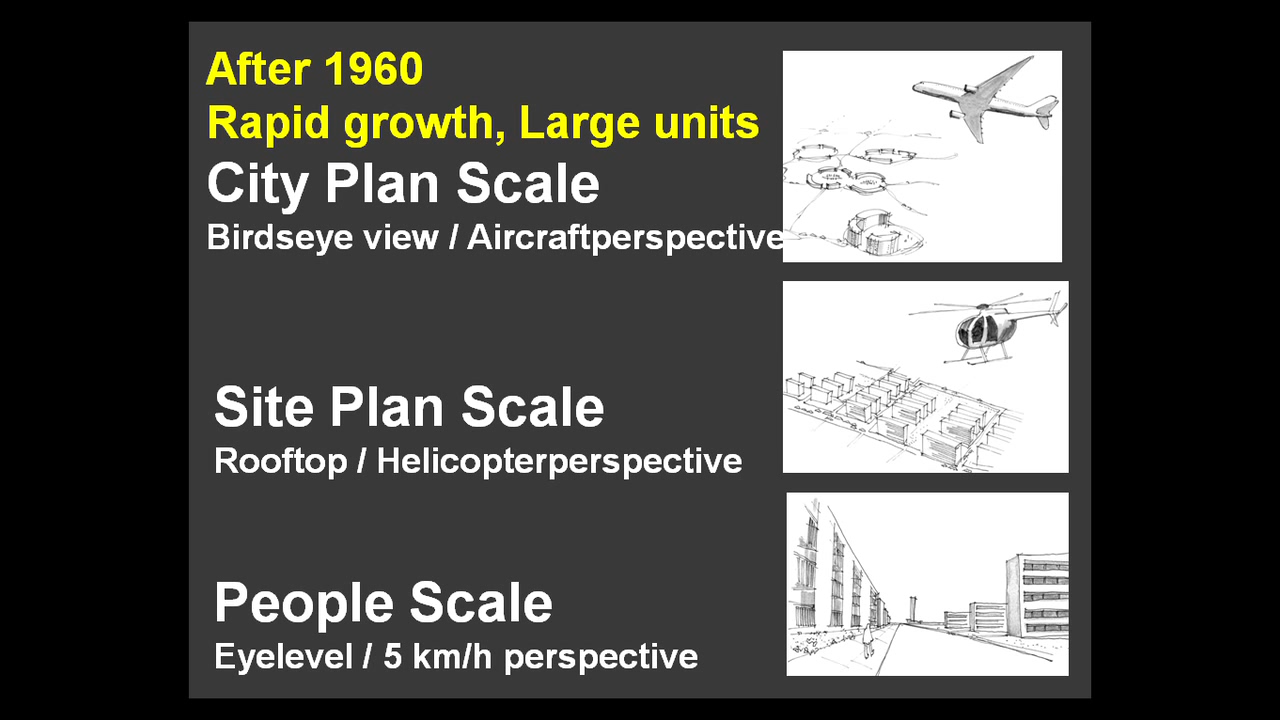 After 1960
Rapid growth, Large units
City Plan Scale
Birdseye view / Aircraftperspective
Site Plan Scale
Rooftop / Helicopterperspective
People Scale
Eyelevel / 5 km/h perspective